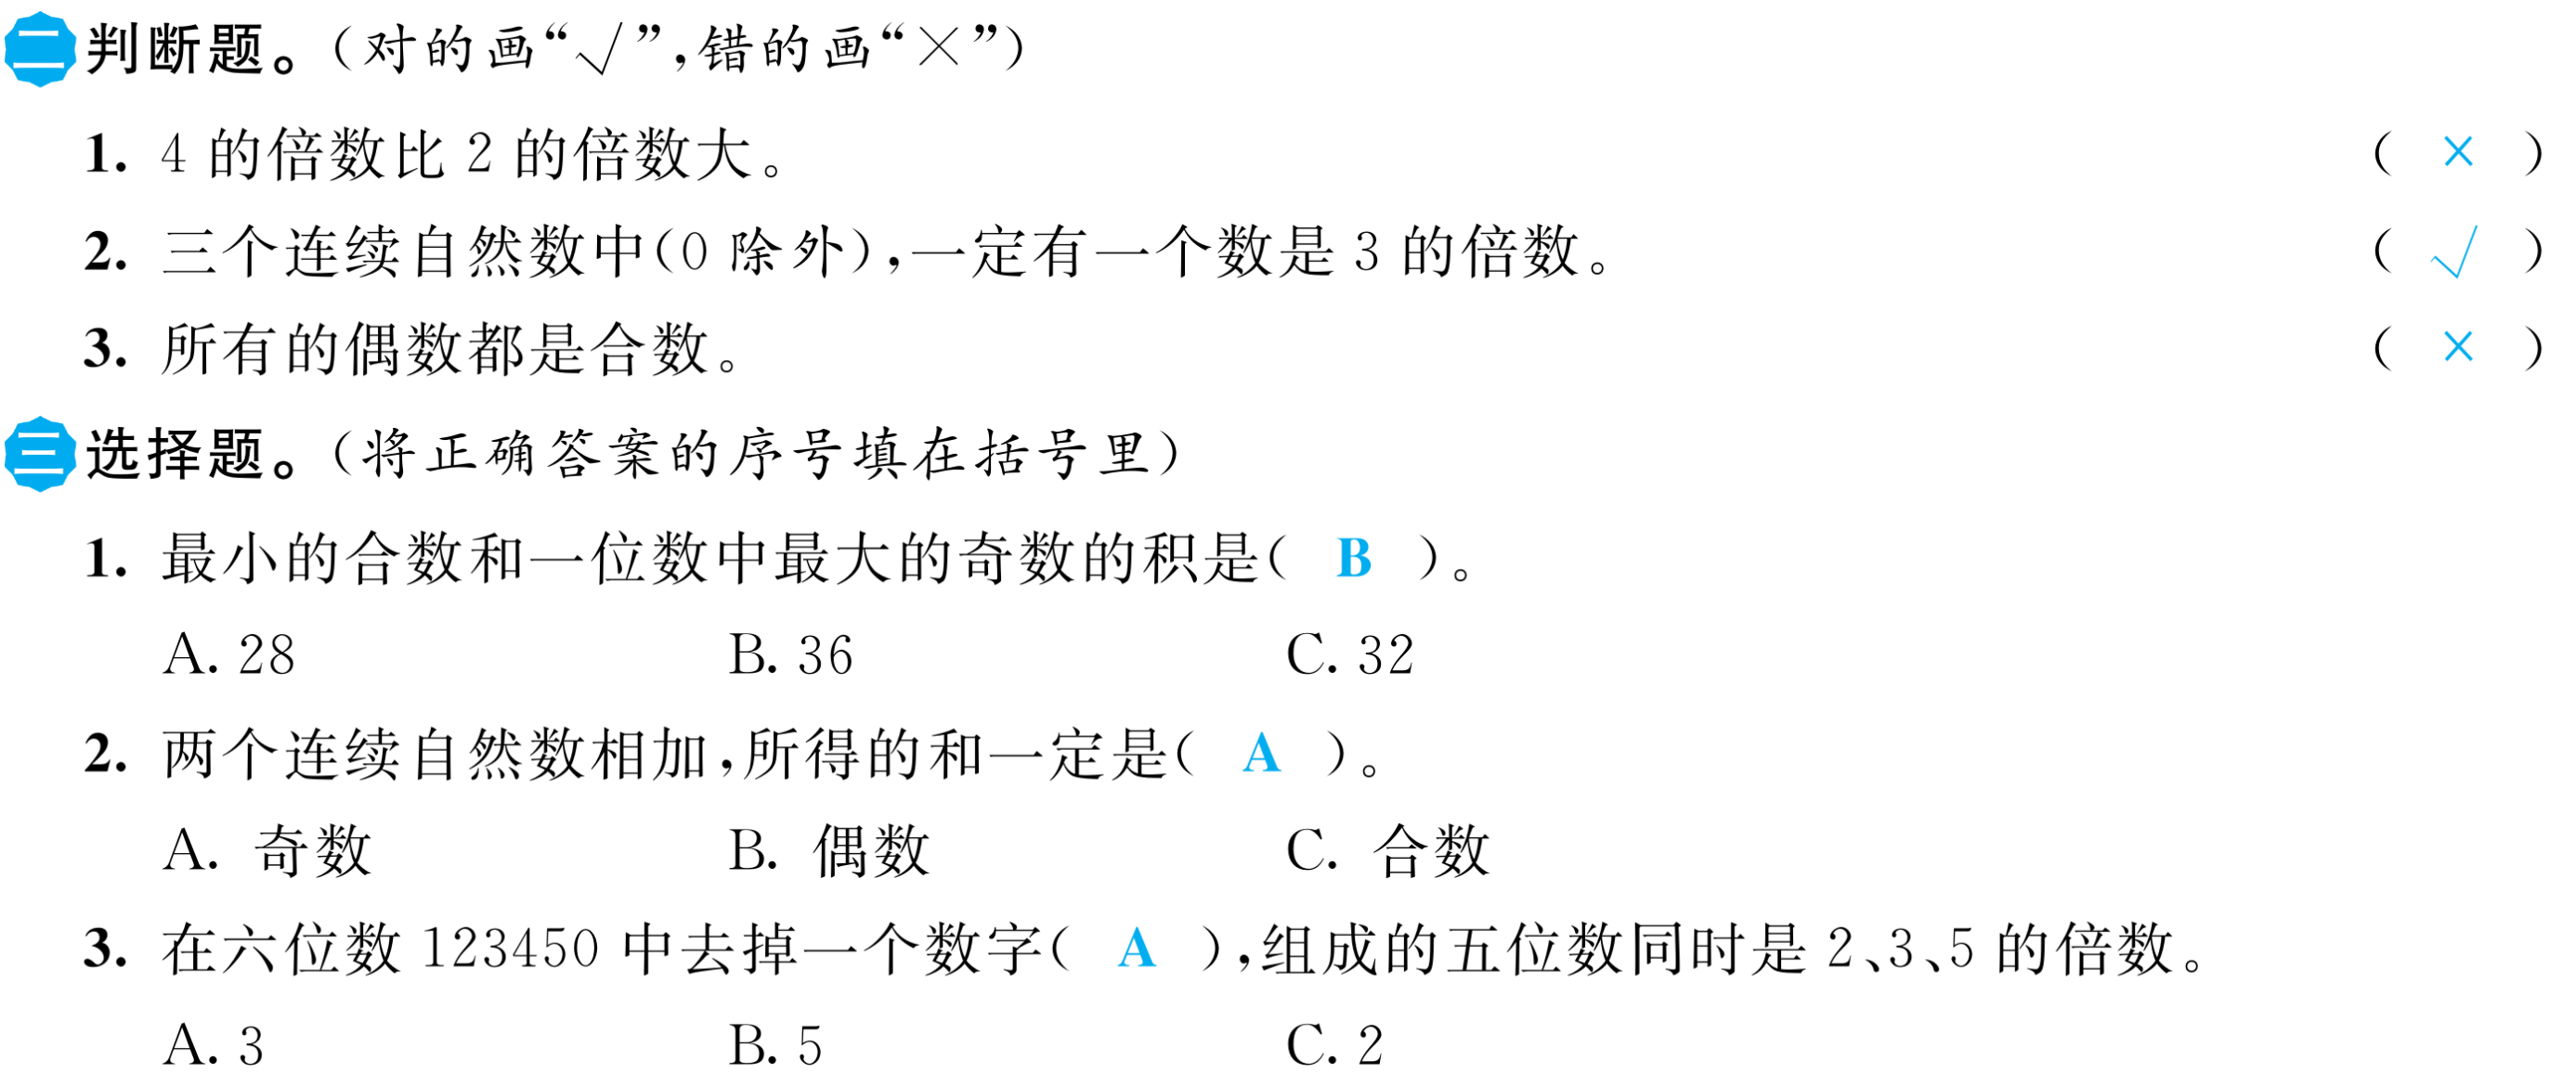 二 判断题。(对的画“√”,错的画“×”)
1. 4 的倍数比 2 的倍数大。 ( × )
2. 三个连续自然数中(0 除外),一定有一个数是 3 的倍数。 ( √ )
3. 所有的偶数都是合数。 ( × )
三 选择题。(将正确答案的序号填在括号里)
1. 最小的合数和一位数中最大的奇数的积是( B )。
A. 28 B. 36 C. 32
2. 两个连续自然数相加,所得的和一定是( A )。
A. 奇数 B. 偶数 C. 合数
3. 在六位数 123450 中去掉一个数字( A ),组成的五位数同时是 2、3、5 的倍数。
A. 3 B. 5 C. 2